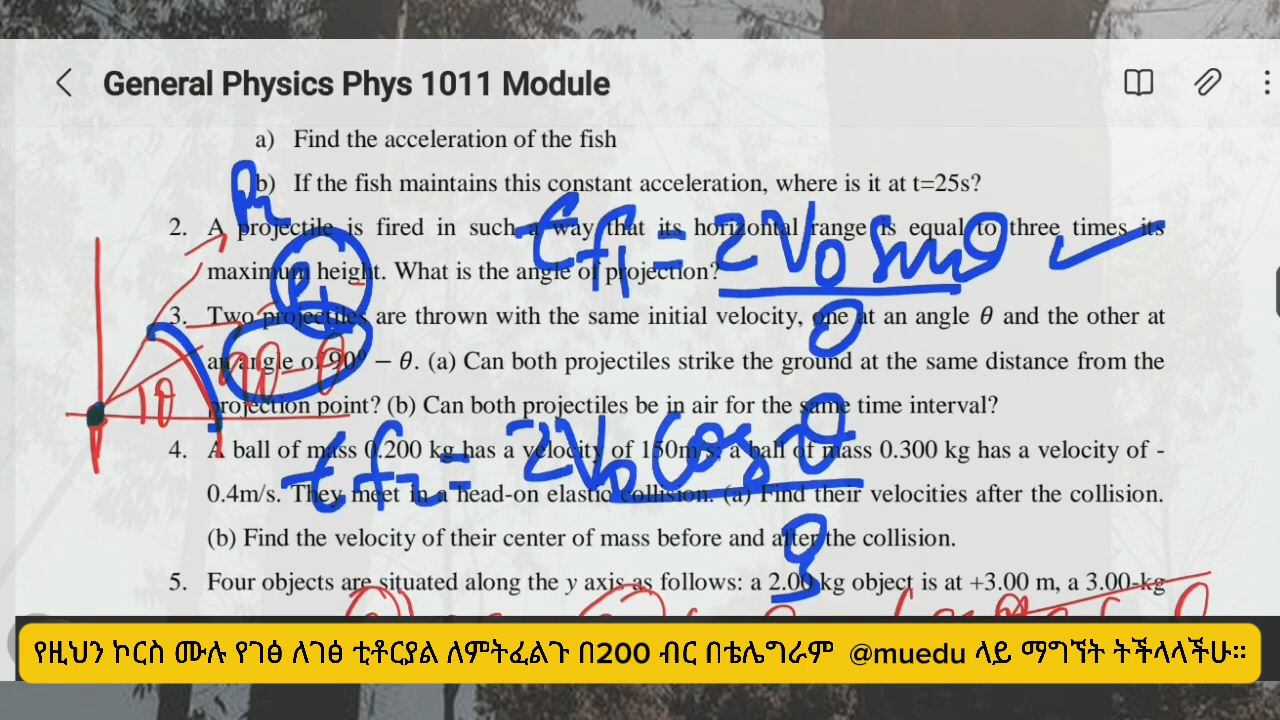 General Physics Phys 1011 Module
a) Find the acceleration of the fish
b) If the fish maintains this constant acceleration, where is it at t=25s?
2. A projectile is fired in such a way that its horizontal range is equal to three times its
maximum height. What is the angle of projection?
3. Two projectiles are thrown with the same initial velocity, one at an angle θ and the other at
an angle of 90⁰ − θ. (a) Can both projectiles strike the ground at the same distance from the
projection point? (b) Can both projectiles be in air for the same time interval?
4. A ball of mass 0.200 kg has a velocity of 150m/s; a ball of mass 0.300 kg has a velocity of -
0.4m/s. They meet in a head-on elastic collision. (a) Find their velocities after the collision.
(b) Find the velocity of their center of mass before and after the collision.
5. Four objects are situated along the y axis as follows: a 2.00 kg object is at +3.00 m, a 3.00-kg
tf1 = 2V0 sinθ
g
P1
90-θ
θ
tf2 = 2V0 cosθ
g
የዚህን ኮርስ ሙሉ የገፅ ለገፅ ቲቶርያል ለምትፈልጉ በ200 ብር በቴሌግራም @muedu ላይ ማግኘት ትችላላችሁ።